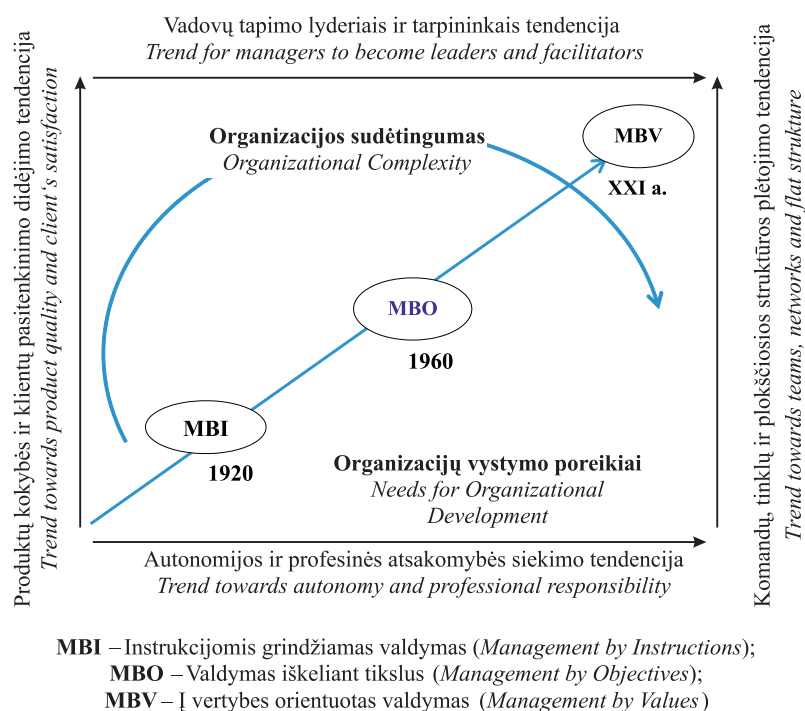 Vadovų tapimo lyderiais ir tarpininkais tendencija
Trend for managers to become leaders and facilitators
Produktų kokybės ir klientų pasitenkinimo didėjimo tendencija
Trend towards product quality and client‘s satisfaction
Organizacijos sudėtingumas
Organizational Complexity
MBV
XXI a.
MBO
1960
MBI
1920
Organizacijų vystymo poreikiai
Needs for Organizational
Development
Komandų, tinklų ir plokščiosios struktūros plėtojimo tendencija
Trend towards teams, networks and flat strukture
Autonomijos ir profesinės atsakomybės siekimo tendencija
Trend towards autonomy and professional responsibility
MBI – Instrukcijomis grindžiamas valdymas (Management by Instructions);
MBO – Valdymas iškeliant tikslus (Management by Objectives);
MBV – Į vertybes orientuotas valdymas (Management by Values)